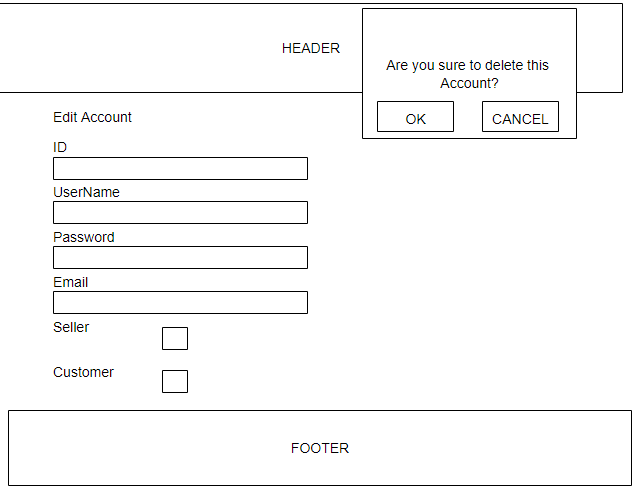 HEADER
Are you sure to delete this
Account?
OK
CANCEL
Edit Account
ID
UserName
Password
Email
Seller
Customer
FOOTER